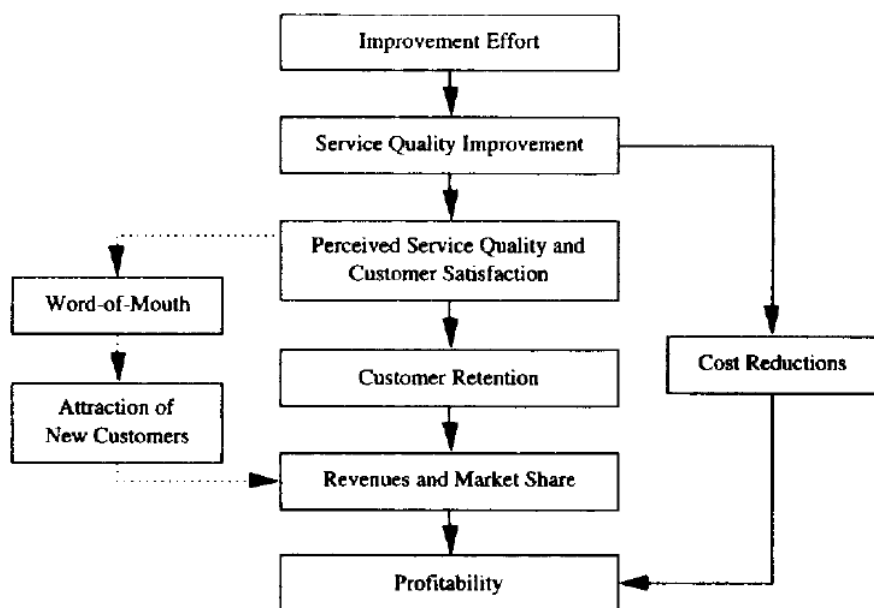 Improvement Effort
Service Quality Improvement
Perceived Service Quality and
Customer Satisfaction
Word-of-Mouth
Cost Reductions
Customer Retention
Attraction of
New Customers
Revenues and Market Share
Profitability